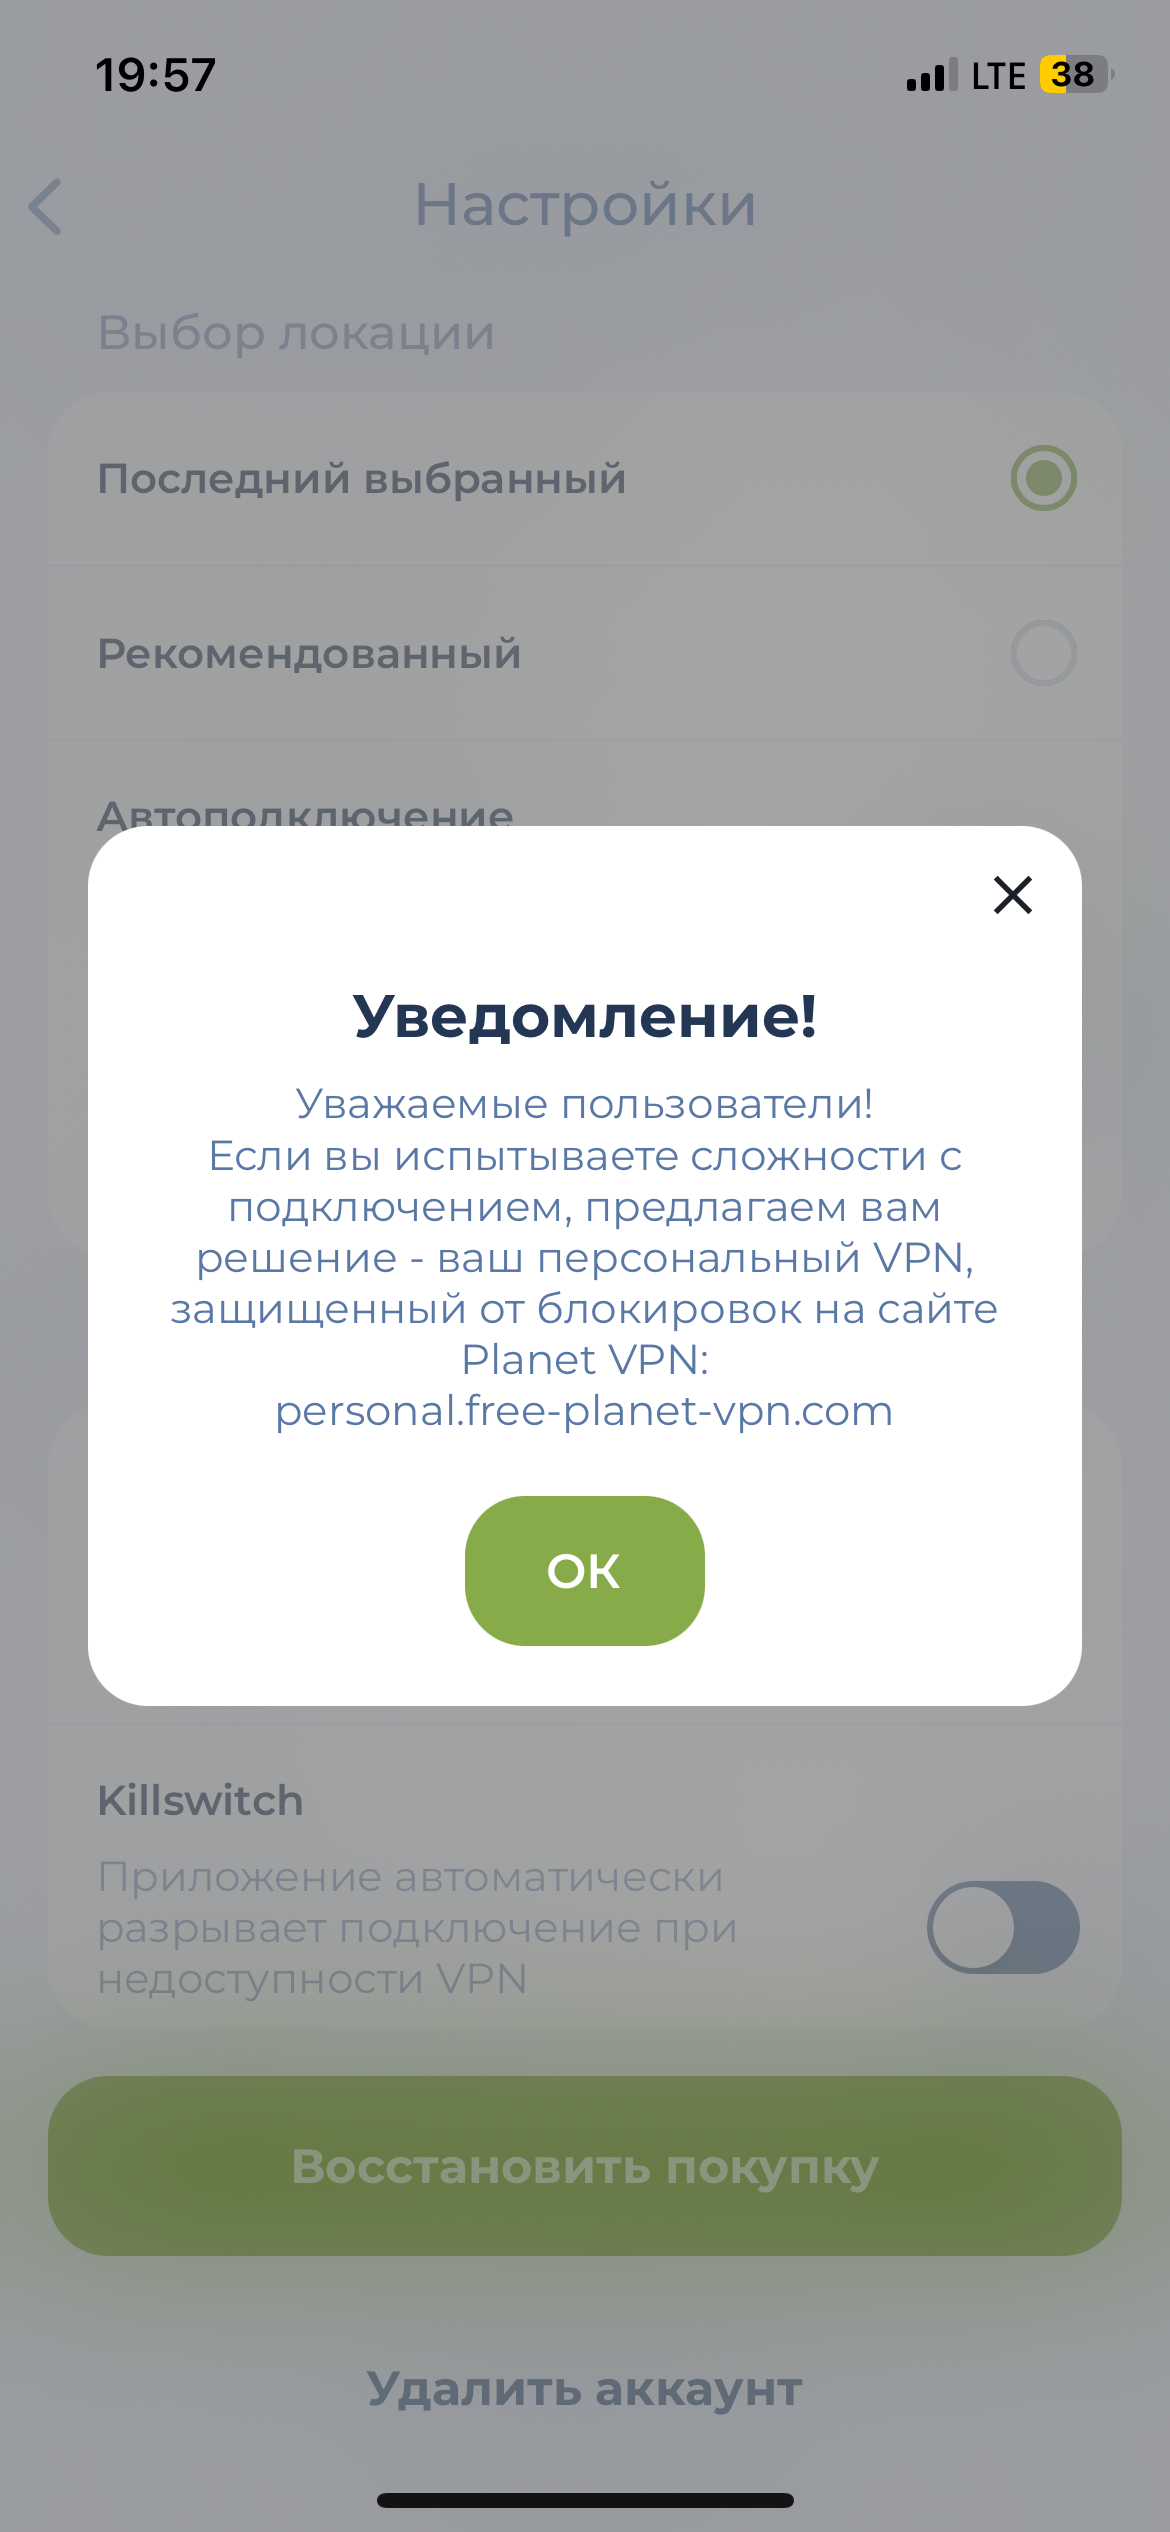 19:57
LTE 38
Настройки
Выбор локации
Последний выбранный
Рекомендованный
Автоподключение
Уведомление!
Уважаемые пользователи!
Если вы испытываете сложности с
подключением, предлагаем вам
решение - ваш персональный VPN,
защищенный от блокировок на сайте
Planet VPN:
personal.free-planet-vpn.com
ОК
Killswitch
Приложение автоматически
разрывает подключение при
недоступности VPN
Восстановить покупку
Удалить аккаунт